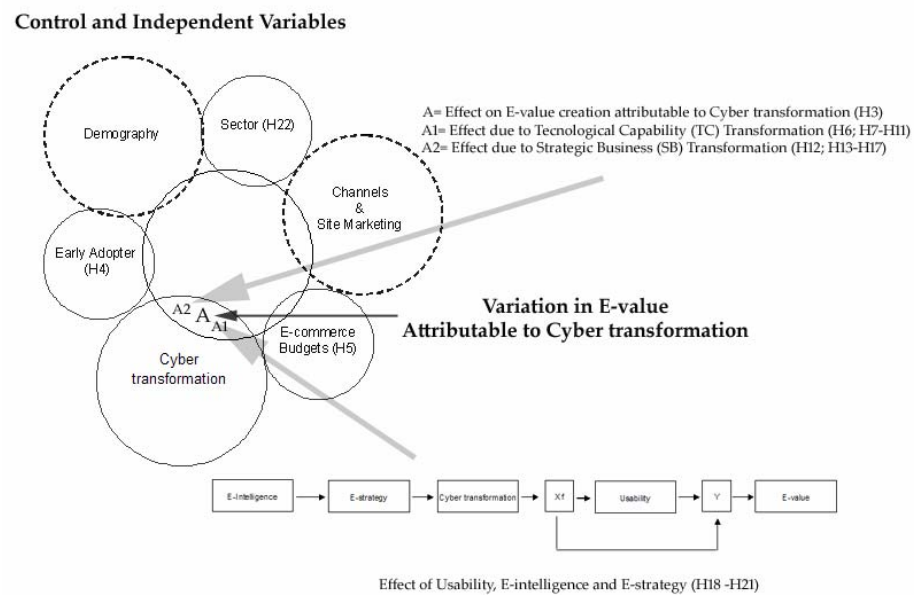 Control and Independent Variables
Demography
Sector (H22)
A= Effect on E-value creation attributable to Cyber transformation (H3)
A1= Effect due to Tecnological Capability (TC) Transformation (H6; H7-H11)
A2= Effect due to Strategic Business (SB) Transformation (H12; H13-H17)
Channels
&
Site Marketing
Early Adopter
(H4)
A2 A A1
Variation in E-value
Attributable to Cyber transformation
E-commerce
Budgets (H5)
Cyber
transformation
E-Intelligence
E-strategy
Cyber transformation
Xf
Usability
Y
E-value
Effect of Usability, E-intelligence and E-strategy (H18 -H21)